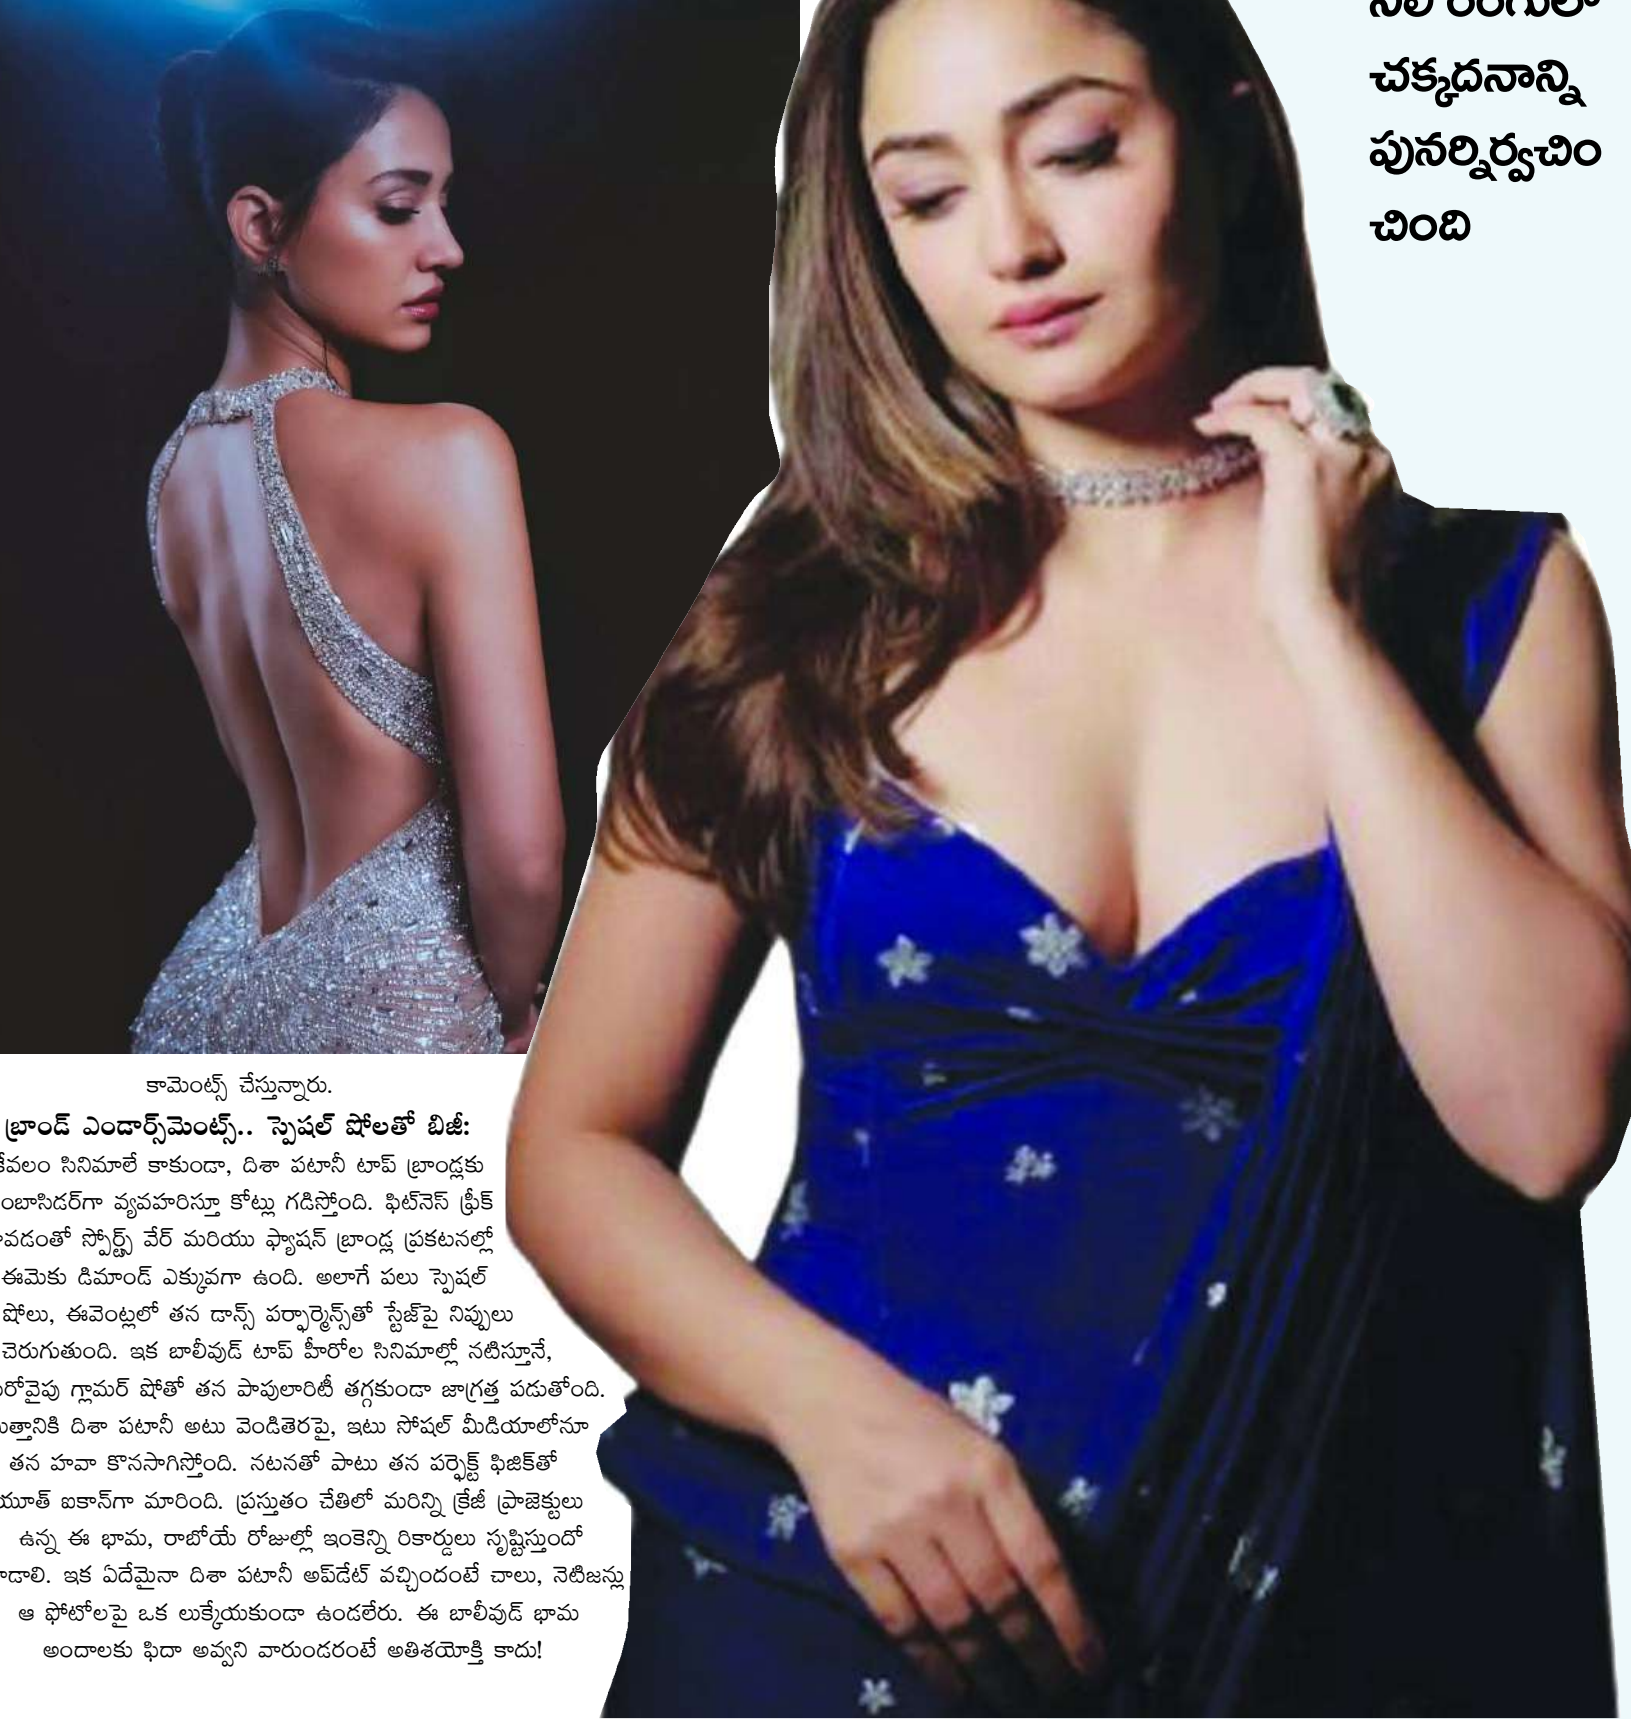 చక్కదనాన్ని
పునర్నిర్వచిం
చింది
కామెంట్స్ చేస్తున్నారు.
బ్రాండ్ ఎండార్స్‌మెంట్స్.. స్పెషల్ షోలతో బిజీ:
సినిమాలే కాకుండా, దిశా పటానీ టాప్ బ్రాండ్లకు
వ్యవహరిస్తూ కోట్లు గడిస్తోంది. ఫిట్‌నెస్ ఫ్రీక్
స్పోర్ట్స్ వేర్ మరియు ఫ్యాషన్ బ్రాండ్ల ప్రకటనల్లో
ఈమెకు డిమాండ్ ఎక్కువగా ఉంది. అలాగే పలు స్పెషల్
షోలు, ఈవెంట్లలో తన డాన్స్ పర్ఫార్మెన్స్‌తో స్టేజ్‌పై నిప్పులు
చెరుగుతుంది. ఇక బాలీవుడ్ టాప్ హీరోల సినిమాల్లో నటిస్తూనే,
గ్లామర్ షోతో తన పాపులారిటీ తగ్గకుండా జాగ్రత్త పడుతోంది.
దిశా పటానీ అటు వెండితెరపై, ఇటు సోషల్ మీడియాలోనూ
తన హవా కొనసాగిస్తోంది. నటనతో పాటు తన పర్ఫెక్ట్ ఫిజిక్‌తో
యూత్ ఐకాన్‌గా మారింది. ప్రస్తుతం చేతిలో మరిన్ని క్రేజీ ప్రాజెక్టులు
ఉన్న ఈ భామ, రాబోయే రోజుల్లో ఇంకెన్ని రికార్డులు సృష్టిస్తుందో
ఇక ఏదేమైనా దిశా పటానీ అప్‌డేట్ వచ్చిందంటే చాలు, నెటిజన్లు
ఆ ఫోటోలపై ఒక లుక్కేయకుండా ఉండలేరు. ఈ బాలీవుడ్ భామ
అందాలకు ఫిదా అవ్వని వారుండరంటే అతిశయోక్తి కాదు!